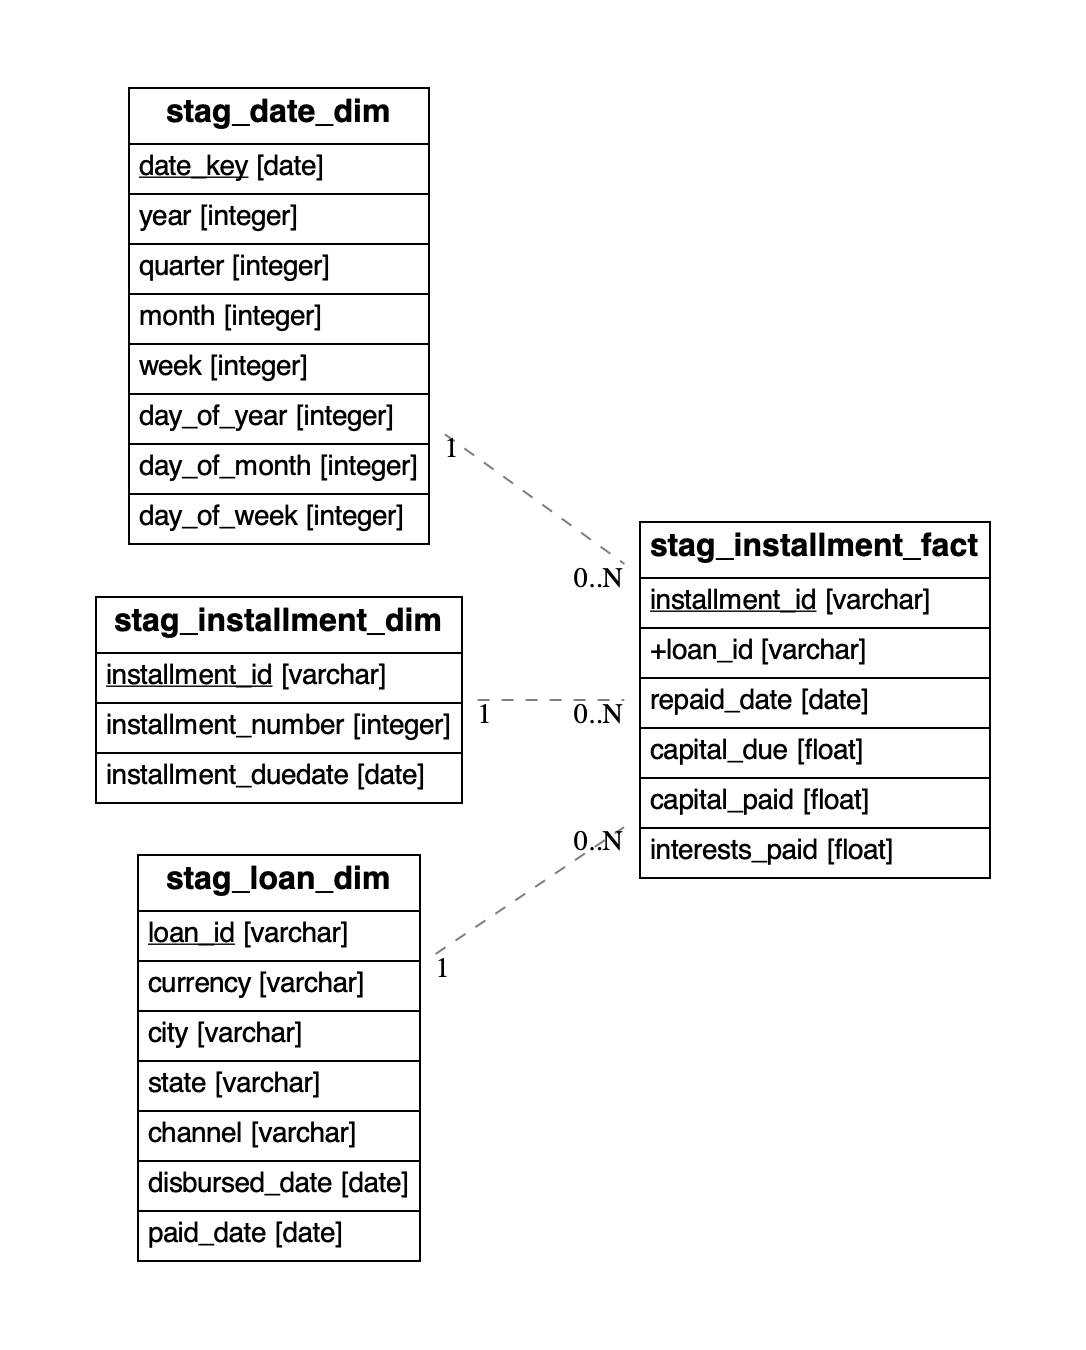 stag_date_dim
date_key [date]
year [integer]
quarter [integer]
month [integer]
week [integer]
day_of_year [integer]
day_of_month [integer]
day_of_week [integer]
1
0..N
stag_installment_dim
installment_id [varchar]
installment_number [integer]
installment_duedate [date]
1
0..N
stag_loan_dim
loan_id [varchar]
currency [varchar]
city [varchar]
state [varchar]
channel [varchar]
disbursed_date [date]
paid_date [date]
1
0..N
stag_installment_fact
installment_id [varchar]
+loan_id [varchar]
repaid_date [date]
capital_due [float]
capital_paid [float]
interests_paid [float]